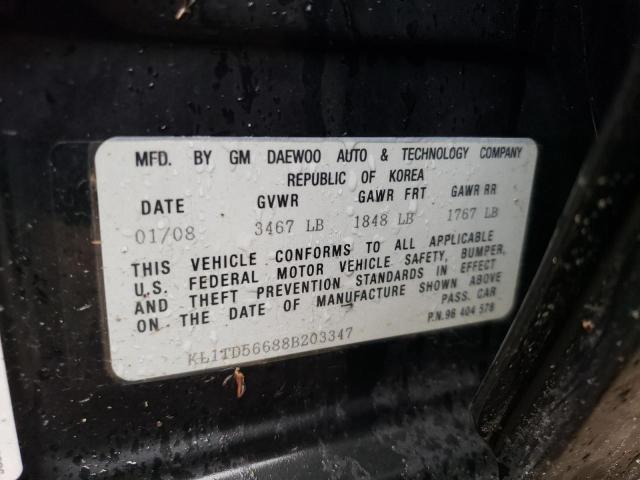 MFD. BY GM DAEWOO AUTO & TECHNOLOGY COMPANY
REPUBLIC OF KOREA
DATE GVWR GAWR FRT GAWR RR
01/08 3467 LB 1848 LB 1767 LB
THIS VEHICLE CONFORMS TO ALL APPLICABLE
U.S. FEDERAL MOTOR VEHICLE SAFETY, BUMPER,
AND THEFT PREVENTION STANDARDS IN EFFECT
ON THE DATE OF MANUFACTURE SHOWN ABOVE
PASS. CAR
P.N.96 404 578
KL1TD56688B203347